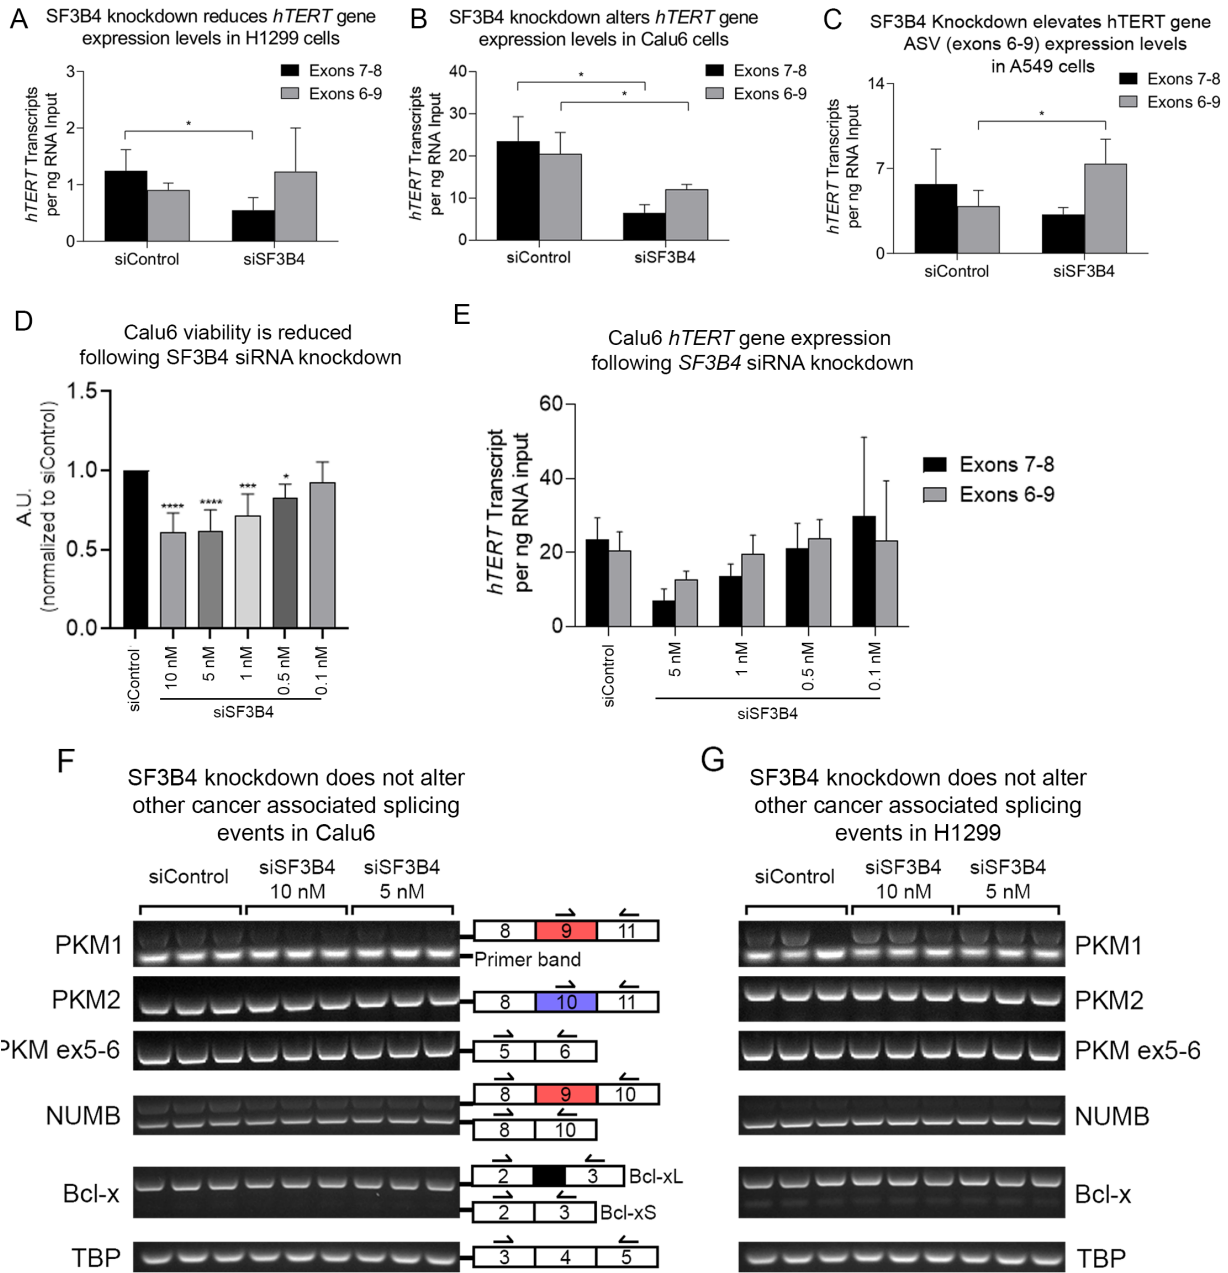 A
SF3B4 knockdown reduces hTERT gene
expression levels in H1299 cells
hTERT Transcripts
per ng RNA Input
3
2
1
0
*
Exons 7-8
Exons 6-9
siControl
siSF3B4
B
SF3B4 knockdown alters hTERT gene
expression levels in Calu6 cells
hTERT Transcripts
per ng RNA Input
40
30
20
10
0
*
*
Exons 7-8
Exons 6-9
siControl
siSF3B4
C
SF3B4 Knockdown elevates hTERT gene
ASV (exons 6-9) expression levels
in A549 cells
hTERT Transcripts
per ng RNA Input
14
7
0
*
Exons 7-8
Exons 6-9
siControl
siSF3B4
D
Calu6 viability is reduced
following SF3B4 siRNA knockdown
A.U.
(normalized to siControl)
1.5
1.0
0.5
0.0
****
****
***
*
siControl
10 nM
5 nM
1 nM
0.5 nM
0.1 nM
siSF3B4
E
Calu6 hTERT gene expression
following SF3B4 siRNA knockdown
hTERT Transcript
per ng RNA input
60
40
20
0
Exons 7-8
Exons 6-9
siControl
5 nM
1 nM
0.5 nM
0.1 nM
siSF3B4
F
SF3B4 knockdown does not alter
other cancer associated splicing
events in Calu6
siControl
siSF3B4
10 nM
siSF3B4
5 nM
PKM1
8 9 11
Primer band
PKM2
8 10 11
PKM ex5-6
5 6
NUMB
8 9 10
8 10
Bcl-x
2 3 Bcl-xL
2 3 Bcl-xS
TBP
3 4 5
G
SF3B4 knockdown does not alter
other cancer associated splicing
events in H1299
siControl
siSF3B4
10 nM
siSF3B4
5 nM
PKM1
PKM2
PKM ex5-6
NUMB
Bcl-x
TBP